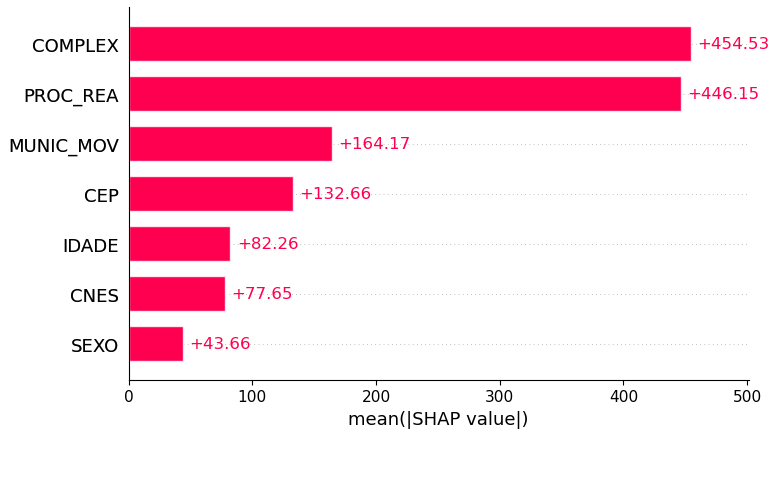 COMPLEX +454.53
PROC_REA +446.15
MUNIC_MOV +164.17
CEP +132.66
IDADE +82.26
CNES +77.65
SEXO +43.66
0 100 200 300 400 500
mean(|SHAP value|)